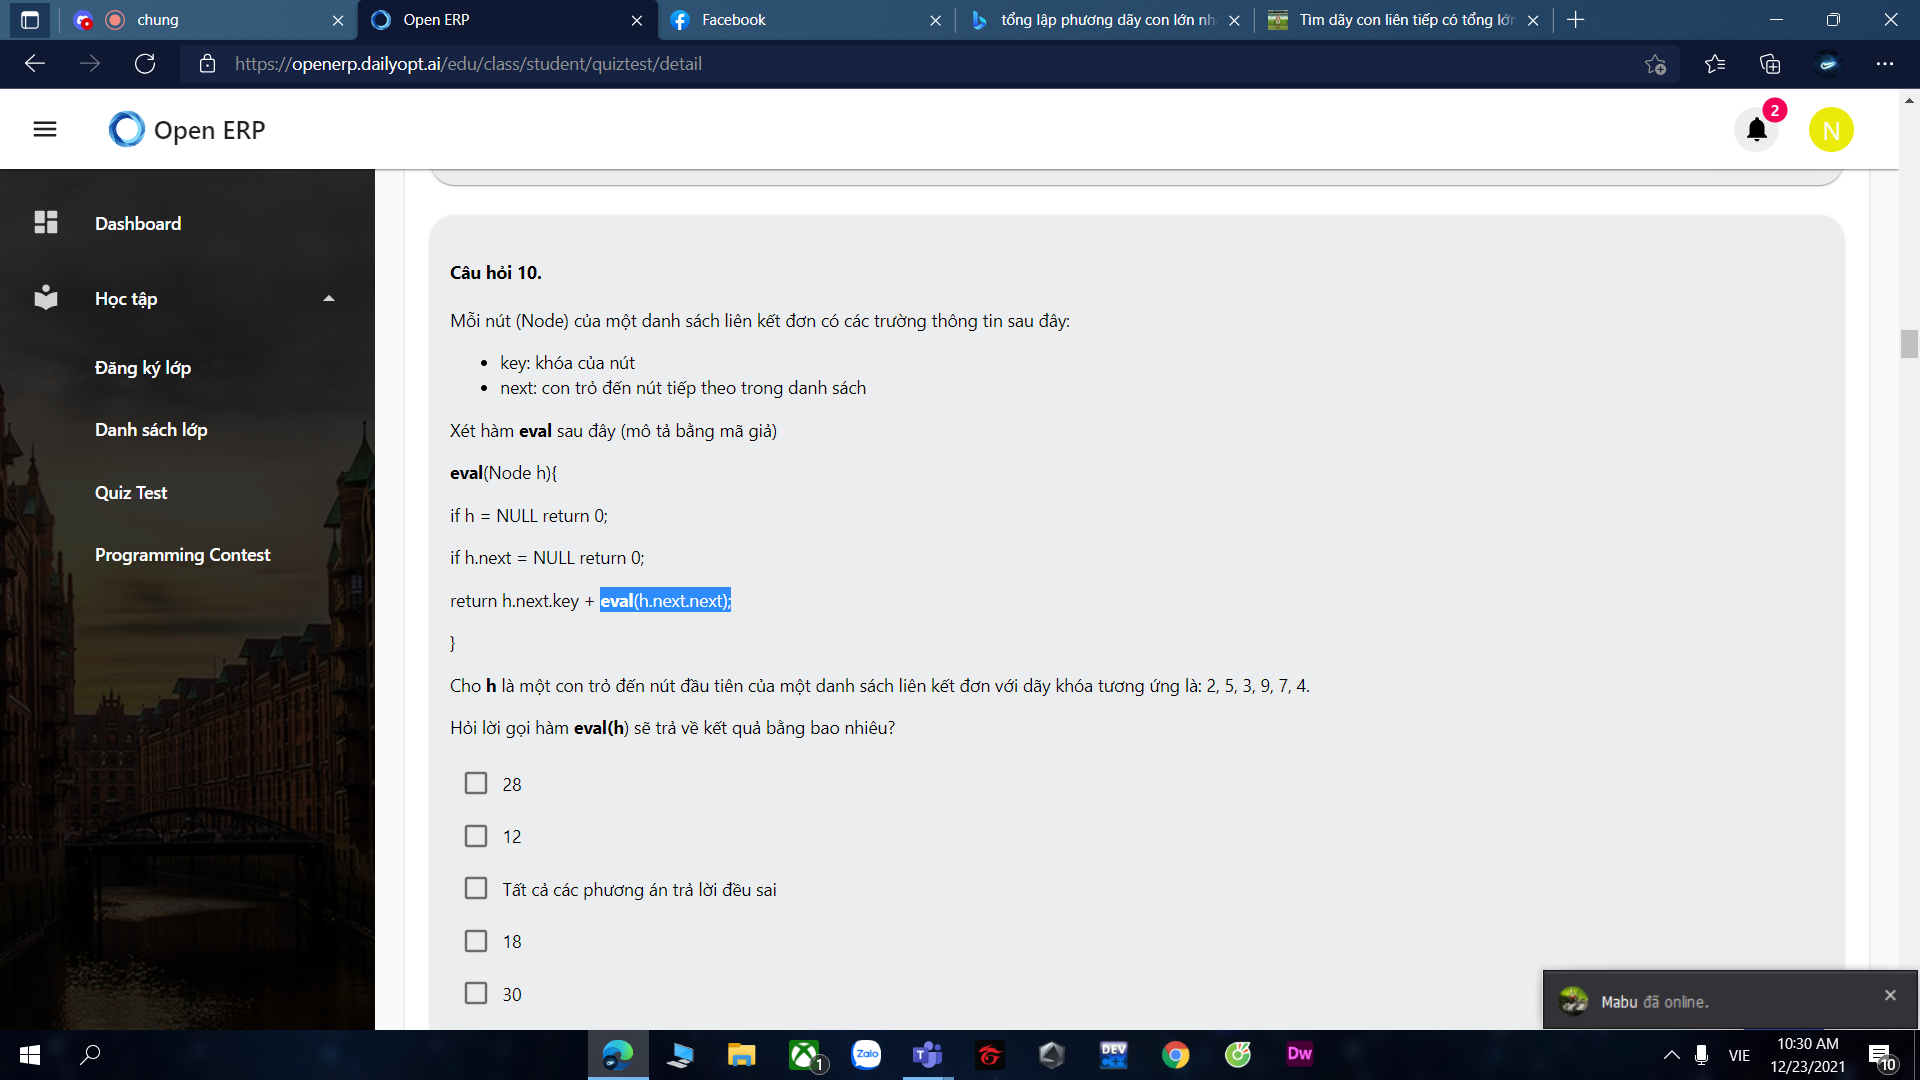 chung
Open ERP
Facebook
tổng lập phương dãy con lớn nh
Tìm dãy con liên tiếp có tổng lớn
https://openerp.dailyopt.ai/edu/class/student/quiztest/detail
Open ERP
2
N
Dashboard
Học tập
Đăng ký lớp
Danh sách lớp
Quiz Test
Programming Contest
Câu hỏi 10.
Mỗi nút (Node) của một danh sách liên kết đơn có các trường thông tin sau đây:
• key: khóa của nút
• next: con trỏ đến nút tiếp theo trong danh sách
Xét hàm eval sau đây (mô tả bằng mã giả)
eval(Node h){
if h = NULL return 0;
if h.next = NULL return 0;
return h.next.key + eval(h.next.next);
}
Cho h là một con trỏ đến nút đầu tiên của một danh sách liên kết đơn với dãy khóa tương ứng là: 2, 5, 3, 9, 7, 4.
Hỏi lời gọi hàm eval(h) sẽ trả về kết quả bằng bao nhiêu?
28
12
Tất cả các phương án trả lời đều sai
18
30
Mabu đã online.
1
Zalo
T
DEV
C++
Dw
VIE
10:30 AM
12/23/2021
10